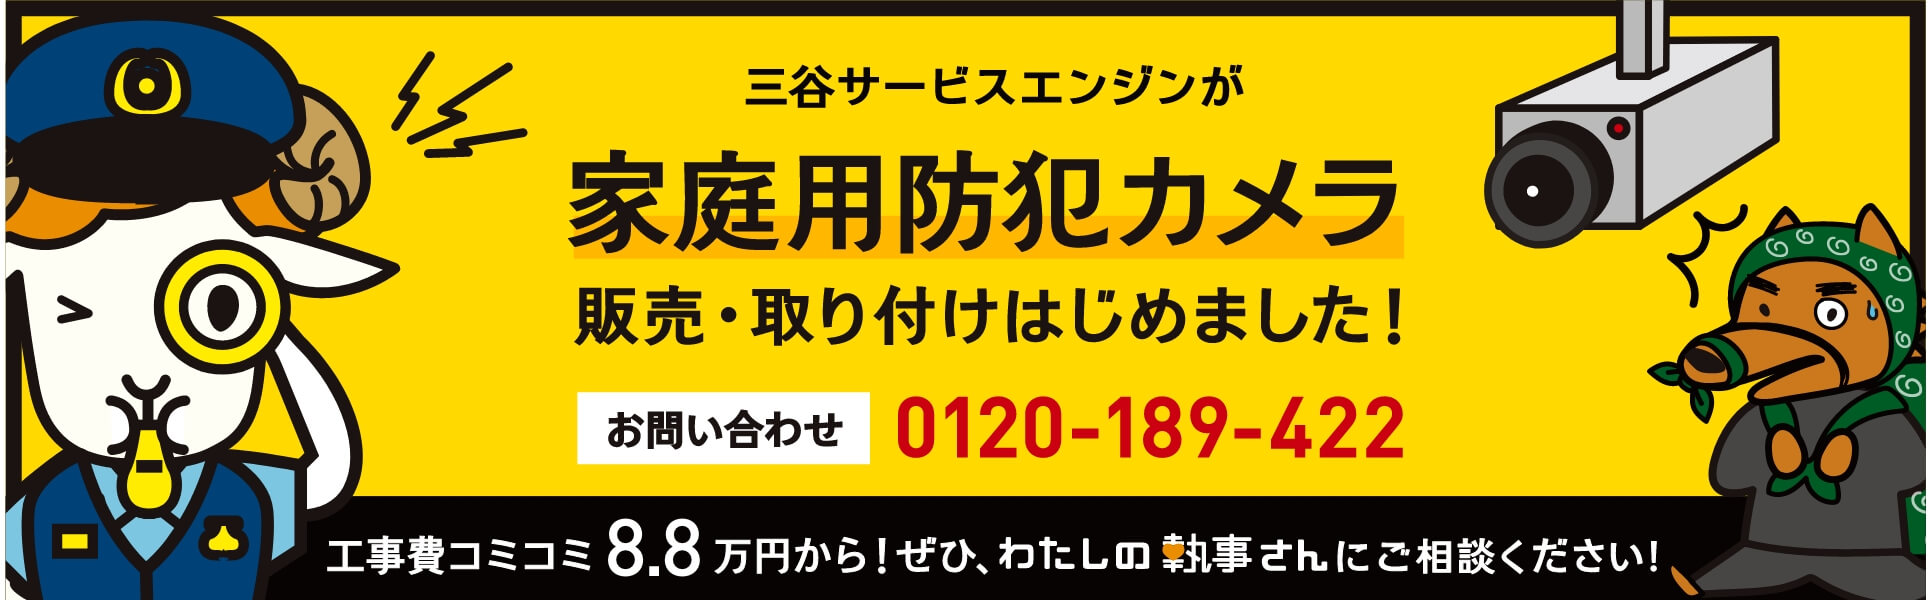 三谷サービスエンジンが
家庭用防犯カメラ
販売・取り付けはじめました！
お問い合わせ 0120-189-422
工事費コミコミ 8.8 万円から！ぜひ、わたしの執事さんにご相談ください！